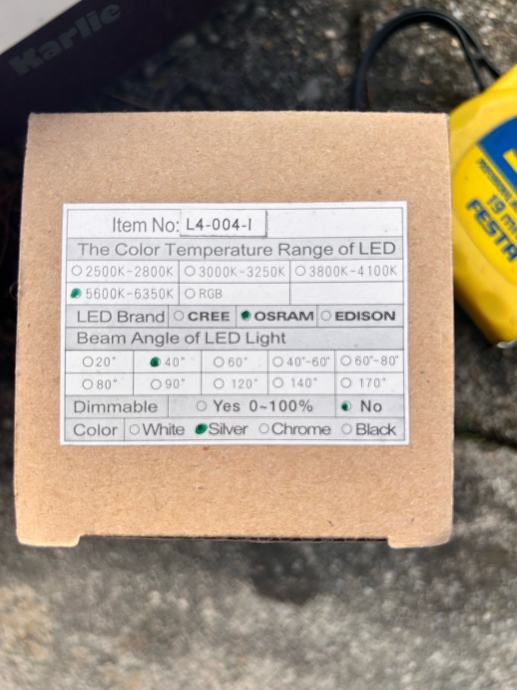 Karlie
Item No: L4-004-I
The Color Temperature Range of LED
○ 2500K-2800K ○ 3000K-3250K ○ 3800K-4100K
● 5600K-6350K ○ RGB
LED Brand ○ CREE ● OSRAM ○ EDISON
Beam Angle of LED Light
○ 20° ● 40° ○ 60° ○ 40°-60° ○ 60°-80°
○ 80° ○ 90° ○ 120° ○ 140° ○ 170°
Dimmable ○ Yes 0~100% ● No
Color ○ White ● Silver ○ Chrome ○ Black
19 m
FESTA